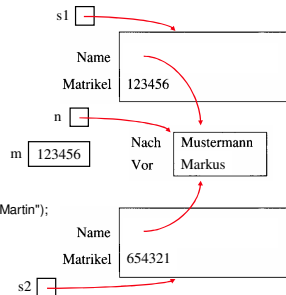 s1
Name
Matrikel 123456
n
Nach Mustermann
m 123456
Vor Markus
Martin");
Name
Matrikel 654321
s2